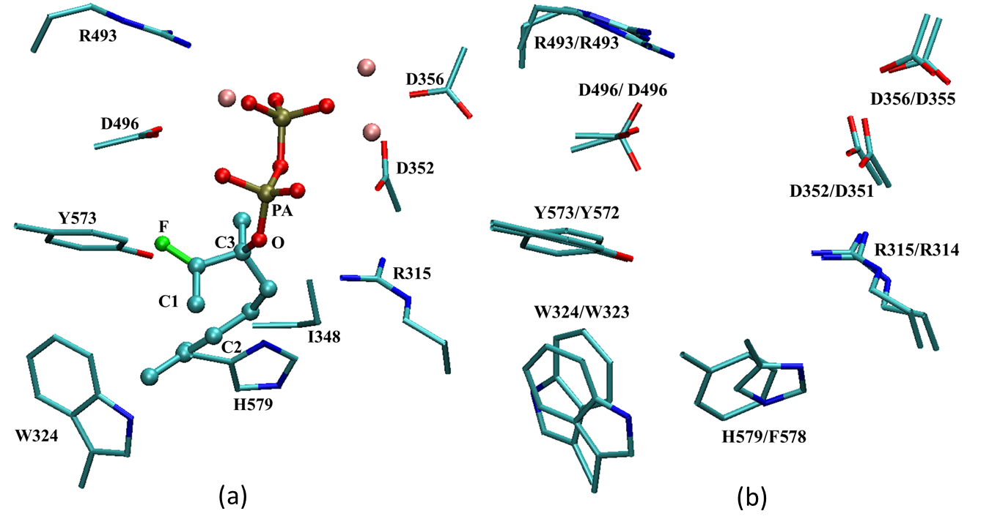 R493
D356
D496
D352
PA
Y573
F
C3
O
C1
R315
I348
C2
H579
W324
(a)
R493/R493
D496/ D496
D356/D355
D352/D351
Y573/Y572
R315/R314
W324/W323
H579/F578
(b)